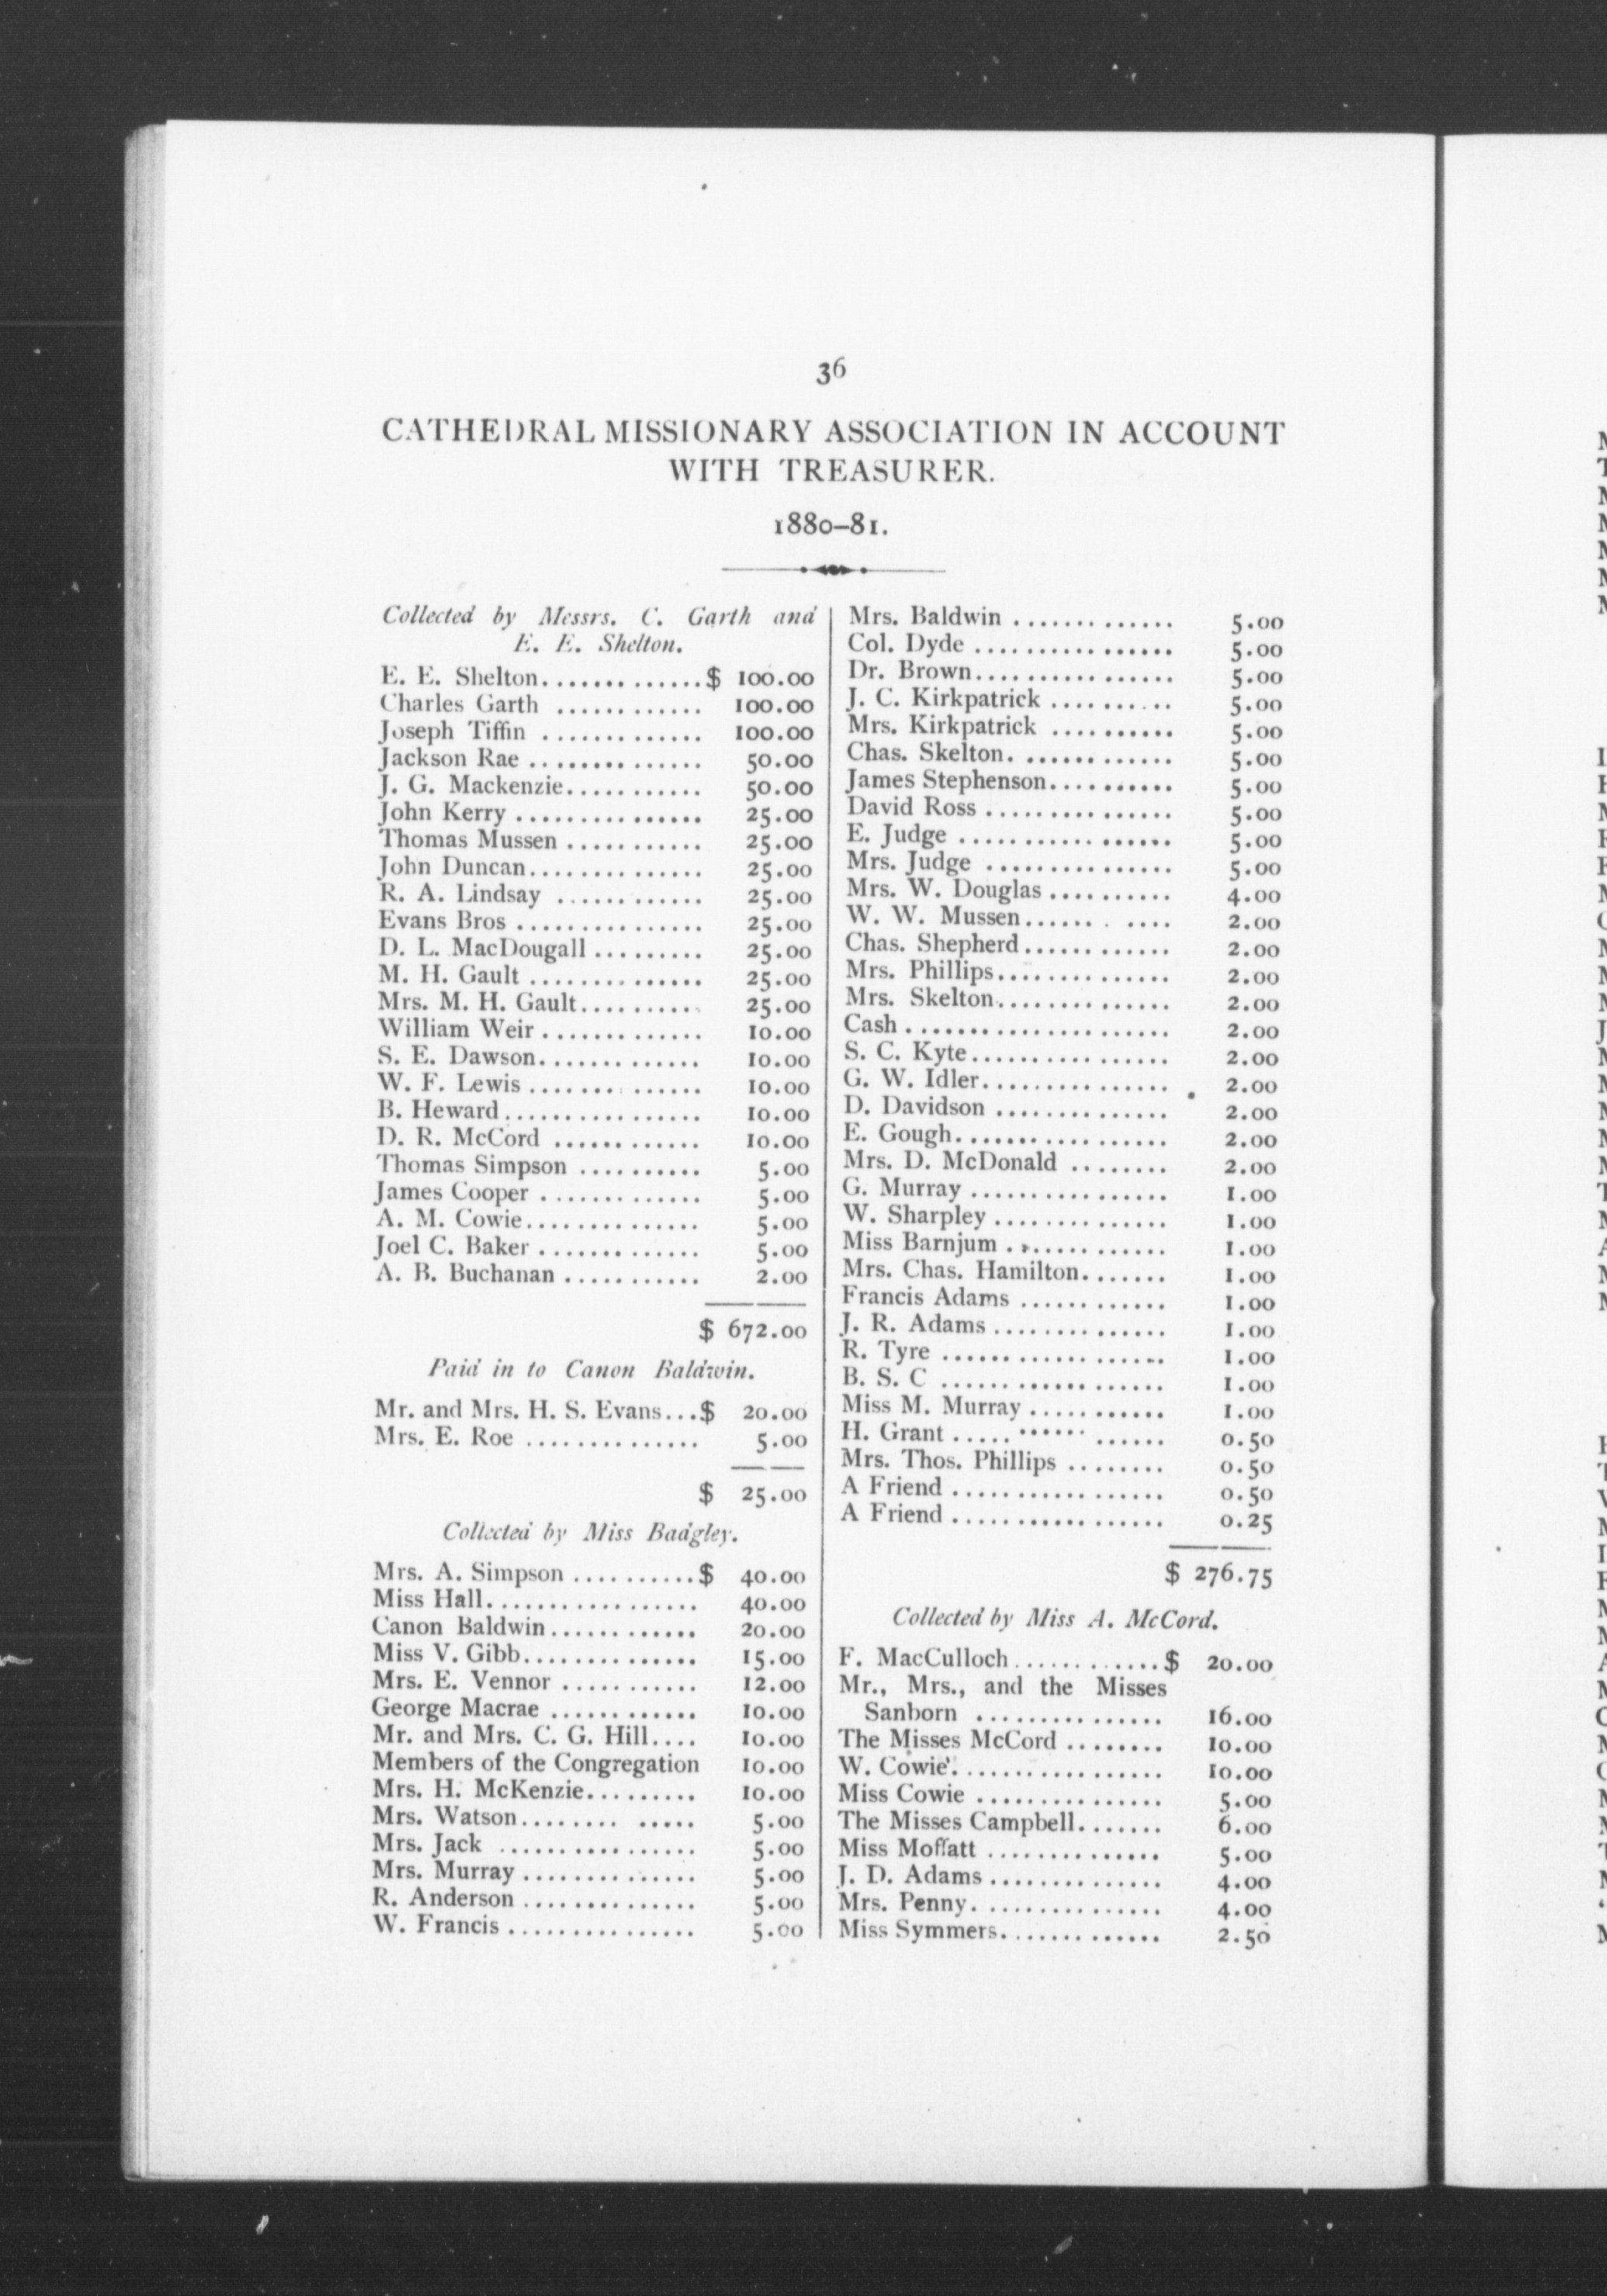 36
CATHEDRAL MISSIONARY ASSOCIATION IN ACCOUNT
WITH TREASURER.
1880–81.
Collected by Messrs. C. Garth and
E. E. Shelton.
E. E. Shelton.............$ 100.00
Charles Garth ............ 100.00
Joseph Tiffin ............. 100.00
Jackson Rae .............. 50.00
J. G. Mackenzie........... 50.00
John Kerry ............... 25.00
Thomas Mussen ........... 25.00
John Duncan.............. 25.00
R. A. Lindsay ............ 25.00
Evans Bros ............... 25.00
D. L. MacDougall ......... 25.00
M. H. Gault .............. 25.00
Mrs. M. H. Gault.......... 25.00
William Weir ............. 10.00
S. E. Dawson............. 10.00
W. F. Lewis .............. 10.00
B. Heward................ 10.00
D. R. McCord ............ 10.00
Thomas Simpson .......... 5.00
James Cooper ............. 5.00
A. M. Cowie.............. 5.00
Joel C. Baker ............. 5.00
A. B. Buchanan ........... 2.00
$ 672.00
Paid in to Canon Baldwin.
Mr. and Mrs. H. S. Evans...$ 20.00
Mrs. E. Roe .............. 5.00
$ 25.00
Collected by Miss Badgley.
Mrs. A. Simpson ..........$ 40.00
Miss Hall................. 40.00
Canon Baldwin............ 20.00
Miss V. Gibb.............. 15.00
Mrs. E. Vennor ........... 12.00
George Macrae ............ 10.00
Mr. and Mrs. C. G. Hill.... 10.00
Members of the Congregation 10.00
Mrs. H. McKenzie......... 10.00
Mrs. Watson........ ..... 5.00
Mrs. Jack ................ 5.00
Mrs. Murray .............. 5.00
R. Anderson .............. 5.00
W. Francis ............... 5.00
Mrs. Baldwin ............. 5.00
Col. Dyde ................ 5.00
Dr. Brown................ 5.00
J. C. Kirkpatrick .......... 5.00
Mrs. Kirkpatrick .......... 5.00
Chas. Skelton. ............ 5.00
James Stephenson.......... 5.00
David Ross ............... 5.00
E. Judge ................. 5.00
Mrs. Judge ............... 5.00
Mrs. W. Douglas .......... 4.00
W. W. Mussen....... . .... 2.00
Chas. Shepherd............ 2.00
Mrs. Phillips.............. 2.00
Mrs. Skelton.............. 2.00
Cash ..................... 2.00
S. C. Kyte................ 2.00
G. W. Idler............... 2.00
D. Davidson .............. 2.00
E. Gough................. 2.00
Mrs. D. McDonald ........ 2.00
G. Murray ................ 1.00
W. Sharpley .............. 1.00
Miss Barnjum ............. 1.00
Mrs. Chas. Hamilton....... 1.00
Francis Adams ............ 1.00
J. R. Adams .............. 1.00
R. Tyre .................. 1.00
B. S. C .................. 1.00
Miss M. Murray ........... 1.00
H. Grant ..... ...... ...... 0.50
Mrs. Thos. Phillips ........ 0.50
A Friend ................. 0.50
A Friend ................. 0.25
$ 276.75
Collected by Miss A. McCord.
F. MacCulloch............$ 20.00
Mr., Mrs., and the Misses
Sanborn ............... 16.00
The Misses McCord ........ 10.00
W. Cowie................. 10.00
Miss Cowie ............... 5.00
The Misses Campbell....... 6.00
Miss Moffatt .............. 5.00
J. D. Adams .............. 4.00
Mrs. Penny. .............. 4.00
Miss Symmers............. 2.50